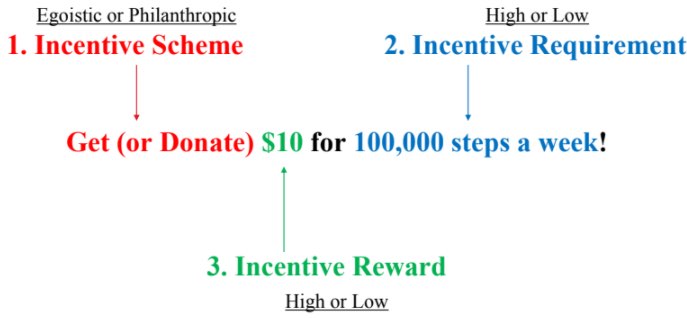 Egoistic or Philanthropic
1. Incentive Scheme
High or Low
2. Incentive Requirement
Get (or Donate) $10 for 100,000 steps a week!
3. Incentive Reward
High or Low